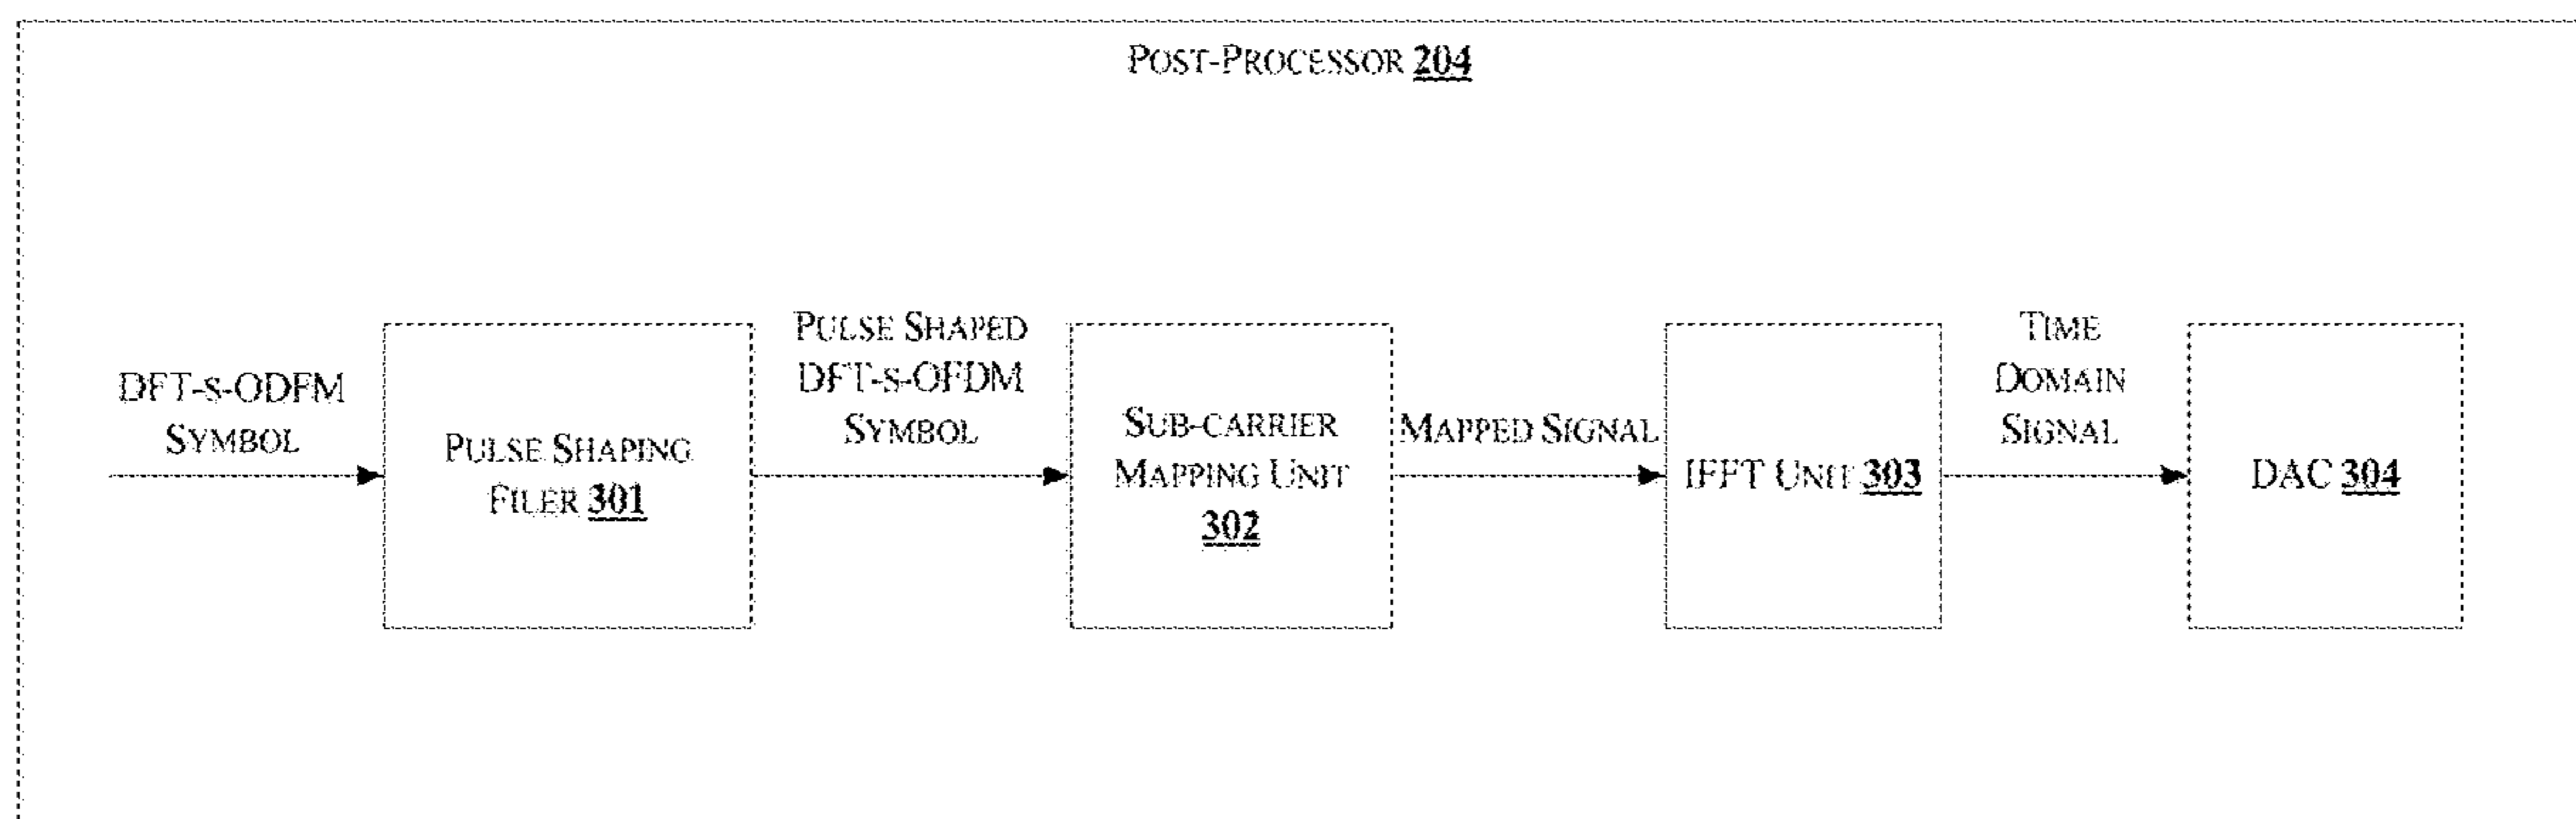 POST-PROCESSOR 204
DFT-S-ODFM
SYMBOL
PULSE SHAPING
FILER 301
PULSE SHAPED
DFT-S-OFDM
SYMBOL
SUB-CARRIER
MAPPING UNIT
302
MAPPED SIGNAL
IFFT UNIT 303
TIME
DOMAIN
SIGNAL
DAC 304